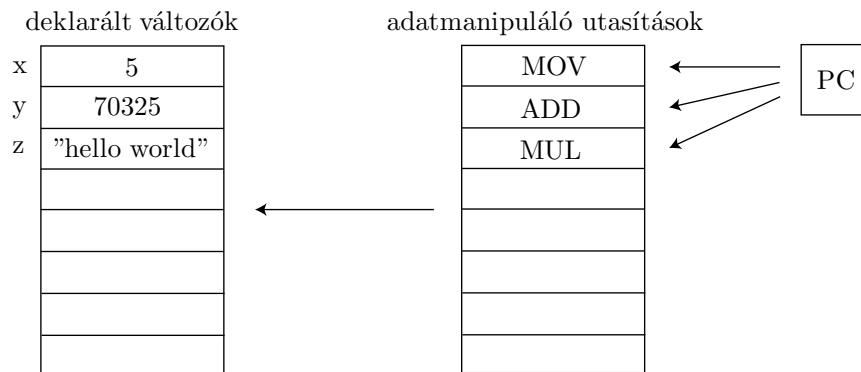 deklarált változók
adatmanipuláló utasítások
x 5 MOV PC
y 70325 ADD
z ”hello world” MUL